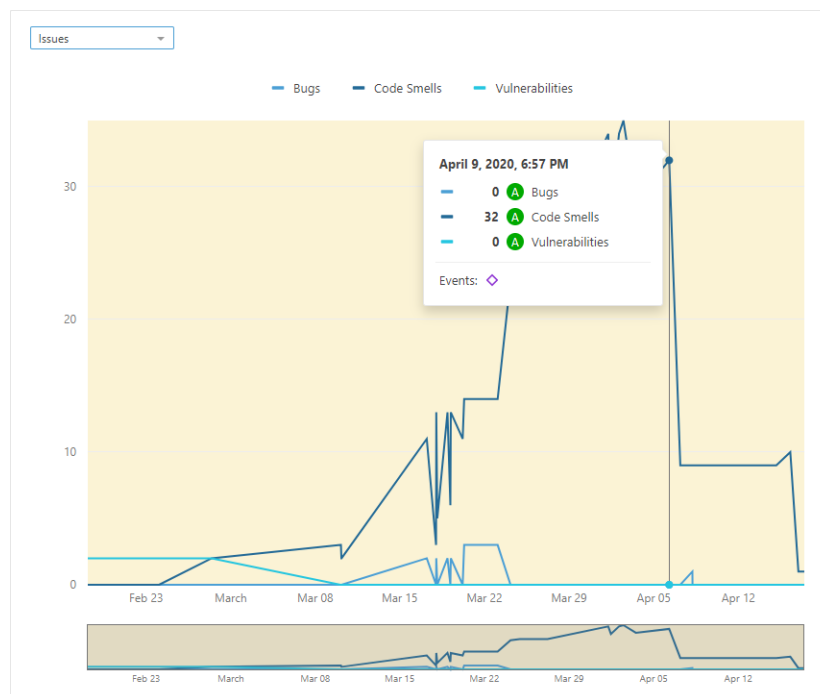 Issues
Bugs Code Smells Vulnerabilities
April 9, 2020, 6:57 PM
0 A Bugs
32 A Code Smells
0 A Vulnerabilities
Events:
30
20
10
0
Feb 23 March Mar 08 Mar 15 Mar 22 Mar 29 Apr 05 Apr 12
Feb 23 March Mar 08 Mar 15 Mar 22 Mar 29 Apr 05 Apr 12